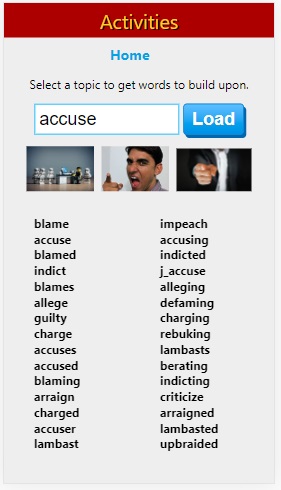 Activities
Home
Select a topic to get words to build upon.
accuse Load
blame impeach
accuse accusing
blamed indicted
indict j_accuse
blames alleging
allege defaming
guilty charging
charge rebuking
accuses lambasts
accused berating
blaming indicting
arraign criticize
charged arraigned
accuser lambasted
lambast upbraided